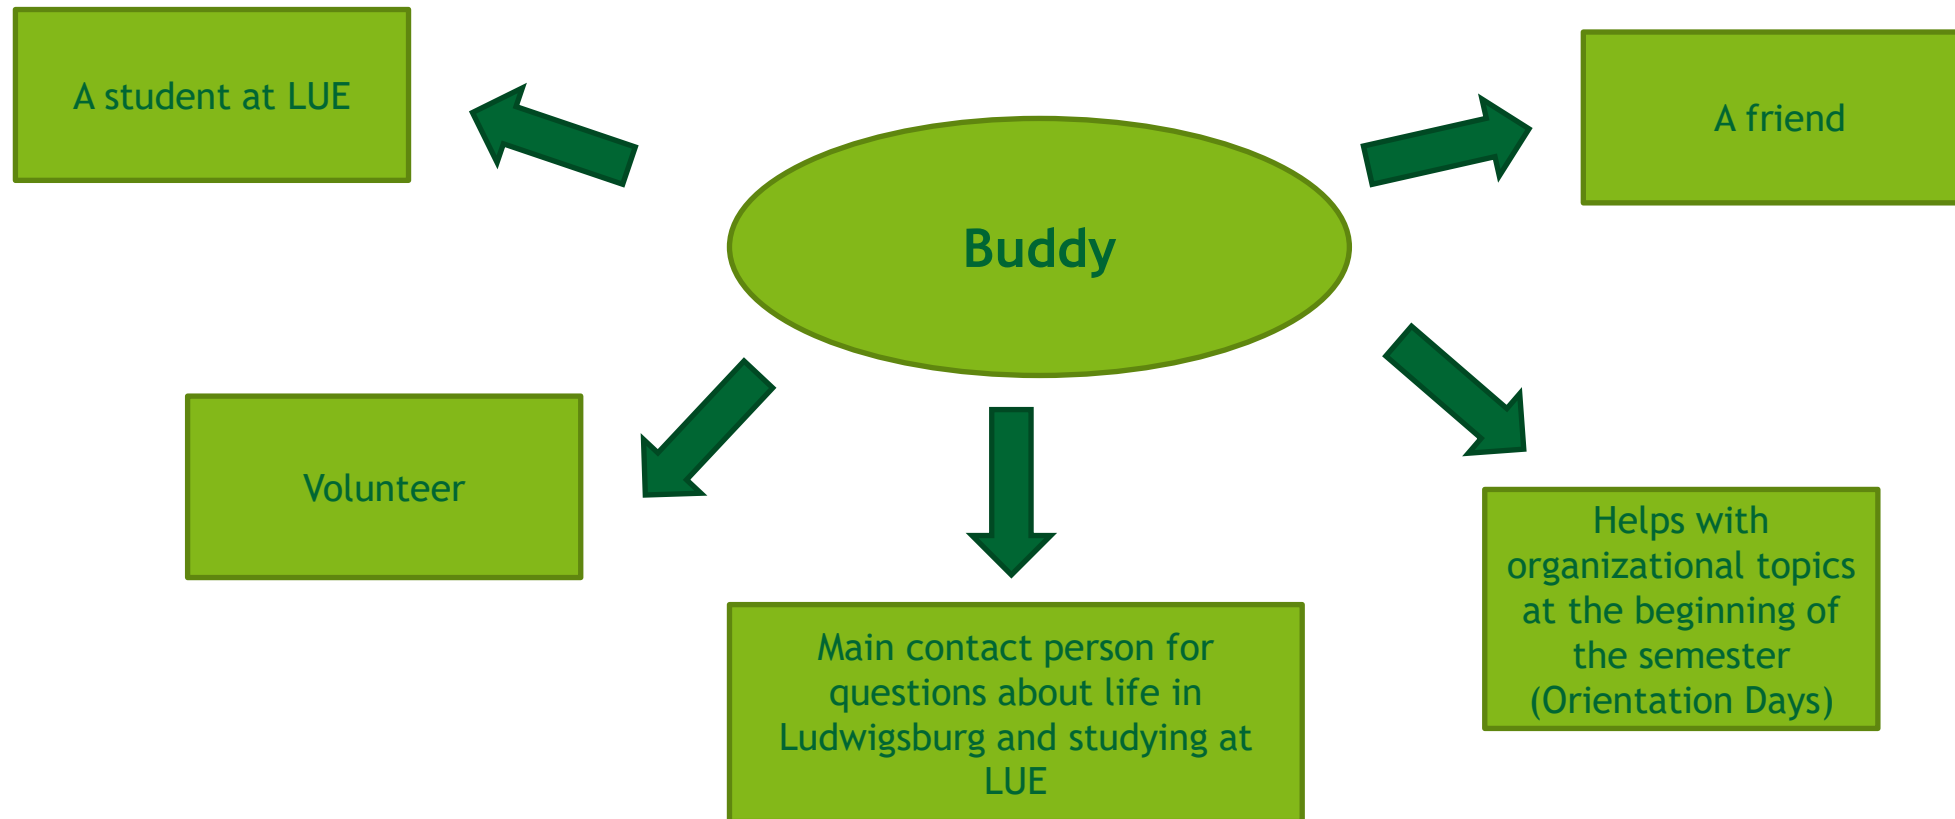 A student at LUE
A friend
Buddy
Volunteer
Helps with
organizational topics
at the beginning of
the semester
(Orientation Days)
Main contact person for
questions about life in
Ludwigsburg and studying at
LUE